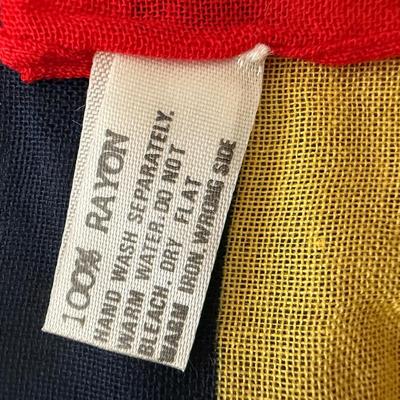 100% RAYON
HAND WASH SEPARATELY.
WARM WATER.DO NOT
BLEACH. DRY FLAT
WARM IRON.WRONG SIDE